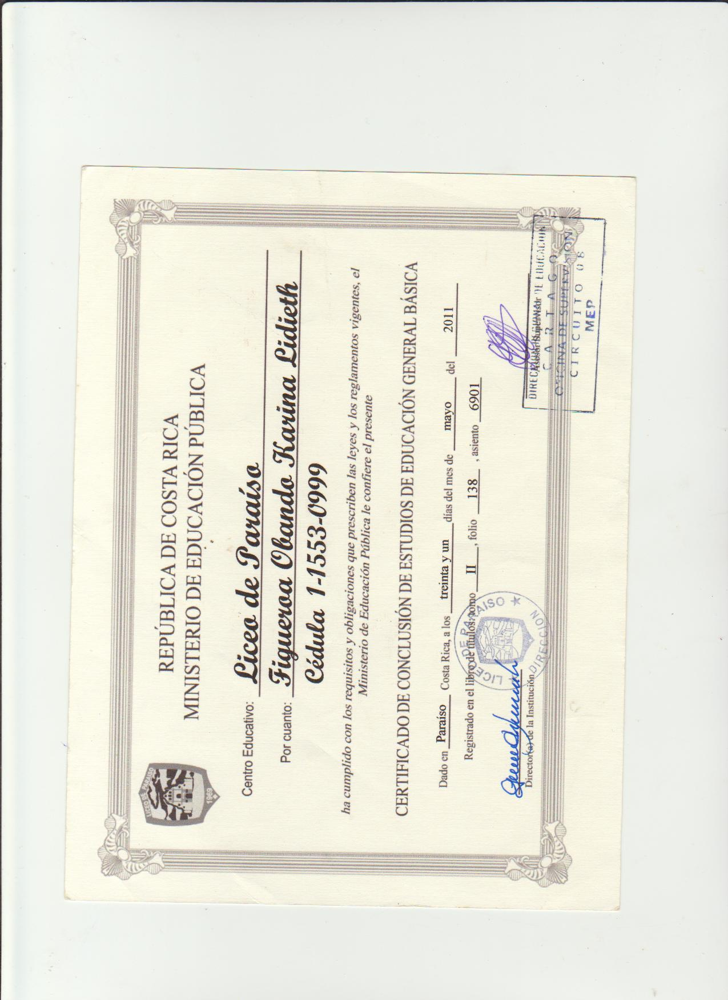 LICEO DE PARAISO
1969
REPÚBLICA DE COSTA RICA
MINISTERIO DE EDUCACIÓN PÚBLICA
Centro Educativo: Liceo de Paraíso
Por cuanto: Figueroa Obando Karina Lidieth
Cédula 1-1553-0999
ha cumplido con los requisitos y obligaciones que prescriben las leyes y los reglamentos vigentes, el
Ministerio de Educación Pública le confiere el presente
CERTIFICADO DE CONCLUSIÓN DE ESTUDIOS DE EDUCACIÓN GENERAL BÁSICA
Dado en Paraíso Costa Rica, a los treinta y un días del mes de mayo del 2011
Registrado en el libro de títulos, tomo II, folio 138, asiento 6901
Director(a) de la Institución
LICEO DE PARAISO
DIRECCION
Asesor Supervisor
DIRECCION REGIONAL DE EDUCACION
CARTAGO
OFICINA DE SUPERVISION
CIRCUITO 08
MEP